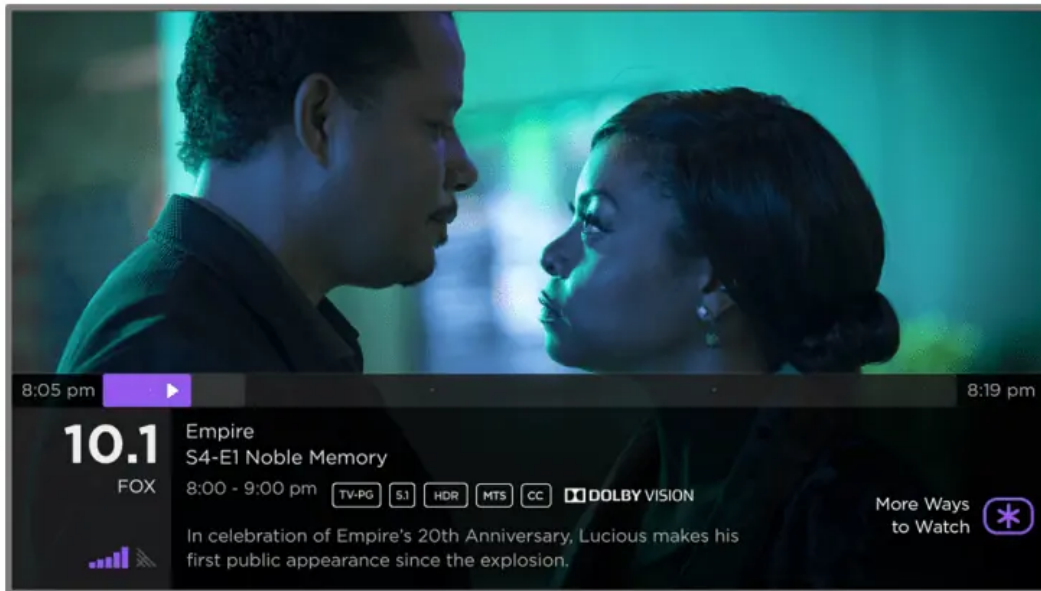 8:05 pm
8:19 pm
10.1
FOX
Empire
S4-E1 Noble Memory
8:00 - 9:00 pm TV-PG 5.1 HDR MTS CC DOLBY VISION
In celebration of Empire's 20th Anniversary, Lucious makes his
first public appearance since the explosion.
More Ways
to Watch